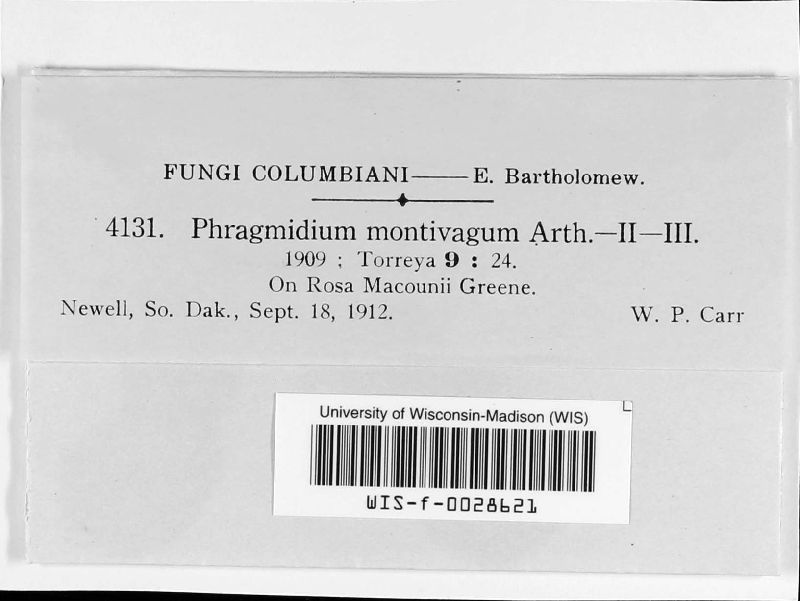 FUNGI COLUMBIANI——E. Bartholomew.
4131. Phragmidium montivagum Arth.—II—III.
1909 ; Torreya 9 : 24.
On Rosa Macounii Greene.
Newell, So. Dak., Sept. 18, 1912. W. P. Carr
University of Wisconsin-Madison (WIS)
WIS-f-0028621